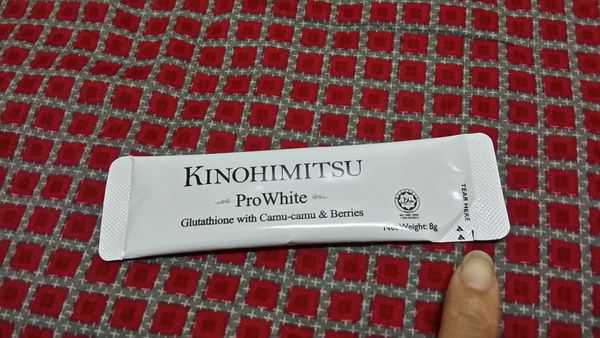 KINOHIMITSU
ProWhite
Glutathione with Camu-camu & Berries
Net Weight: 8g
TEAR HERE